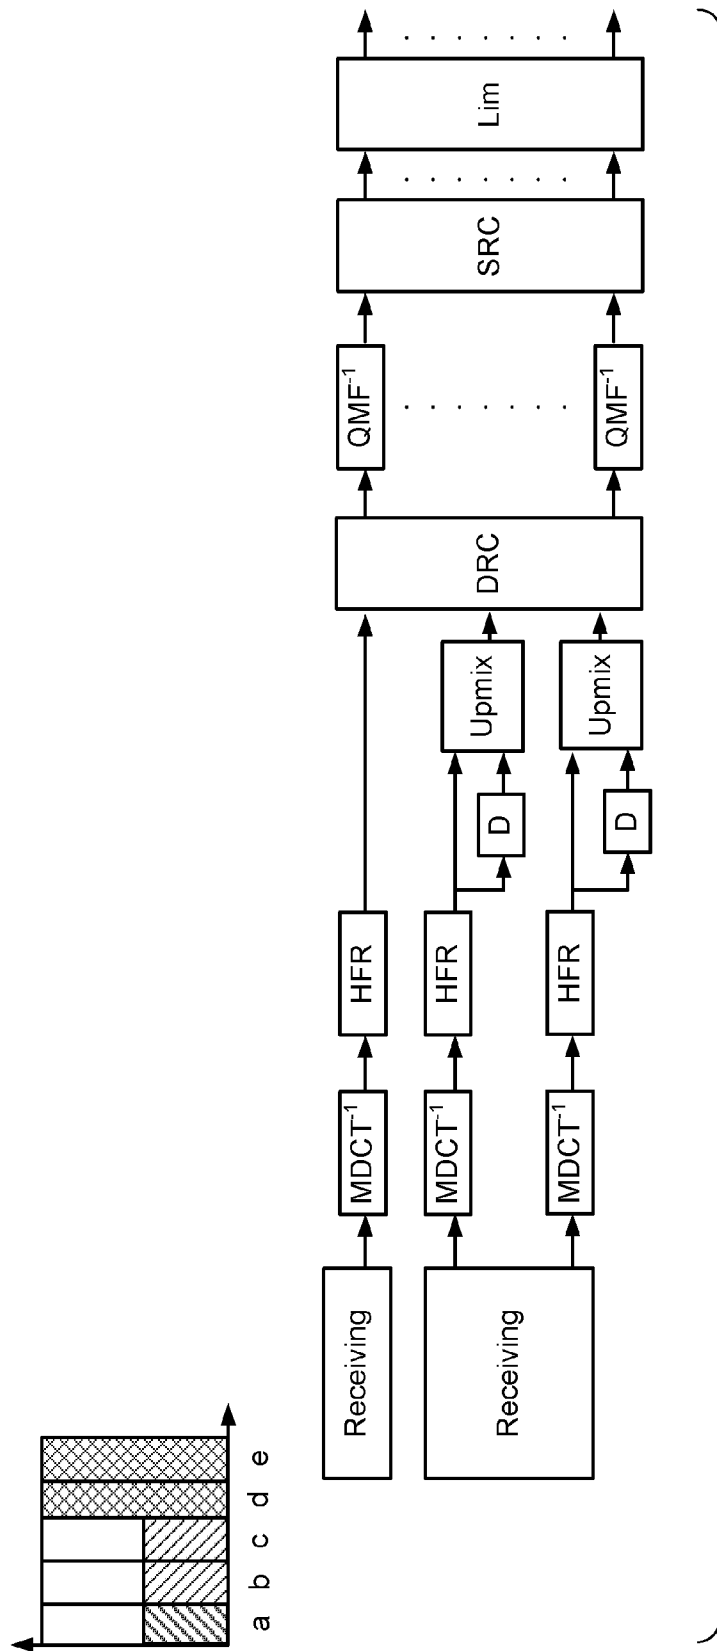 a b c d e
Receiving
MDCT⁻¹
HFR
DRC
QMF⁻¹
SRC
Lim
Receiving
MDCT⁻¹
HFR
D
Upmix
MDCT⁻¹
HFR
D
Upmix
QMF⁻¹